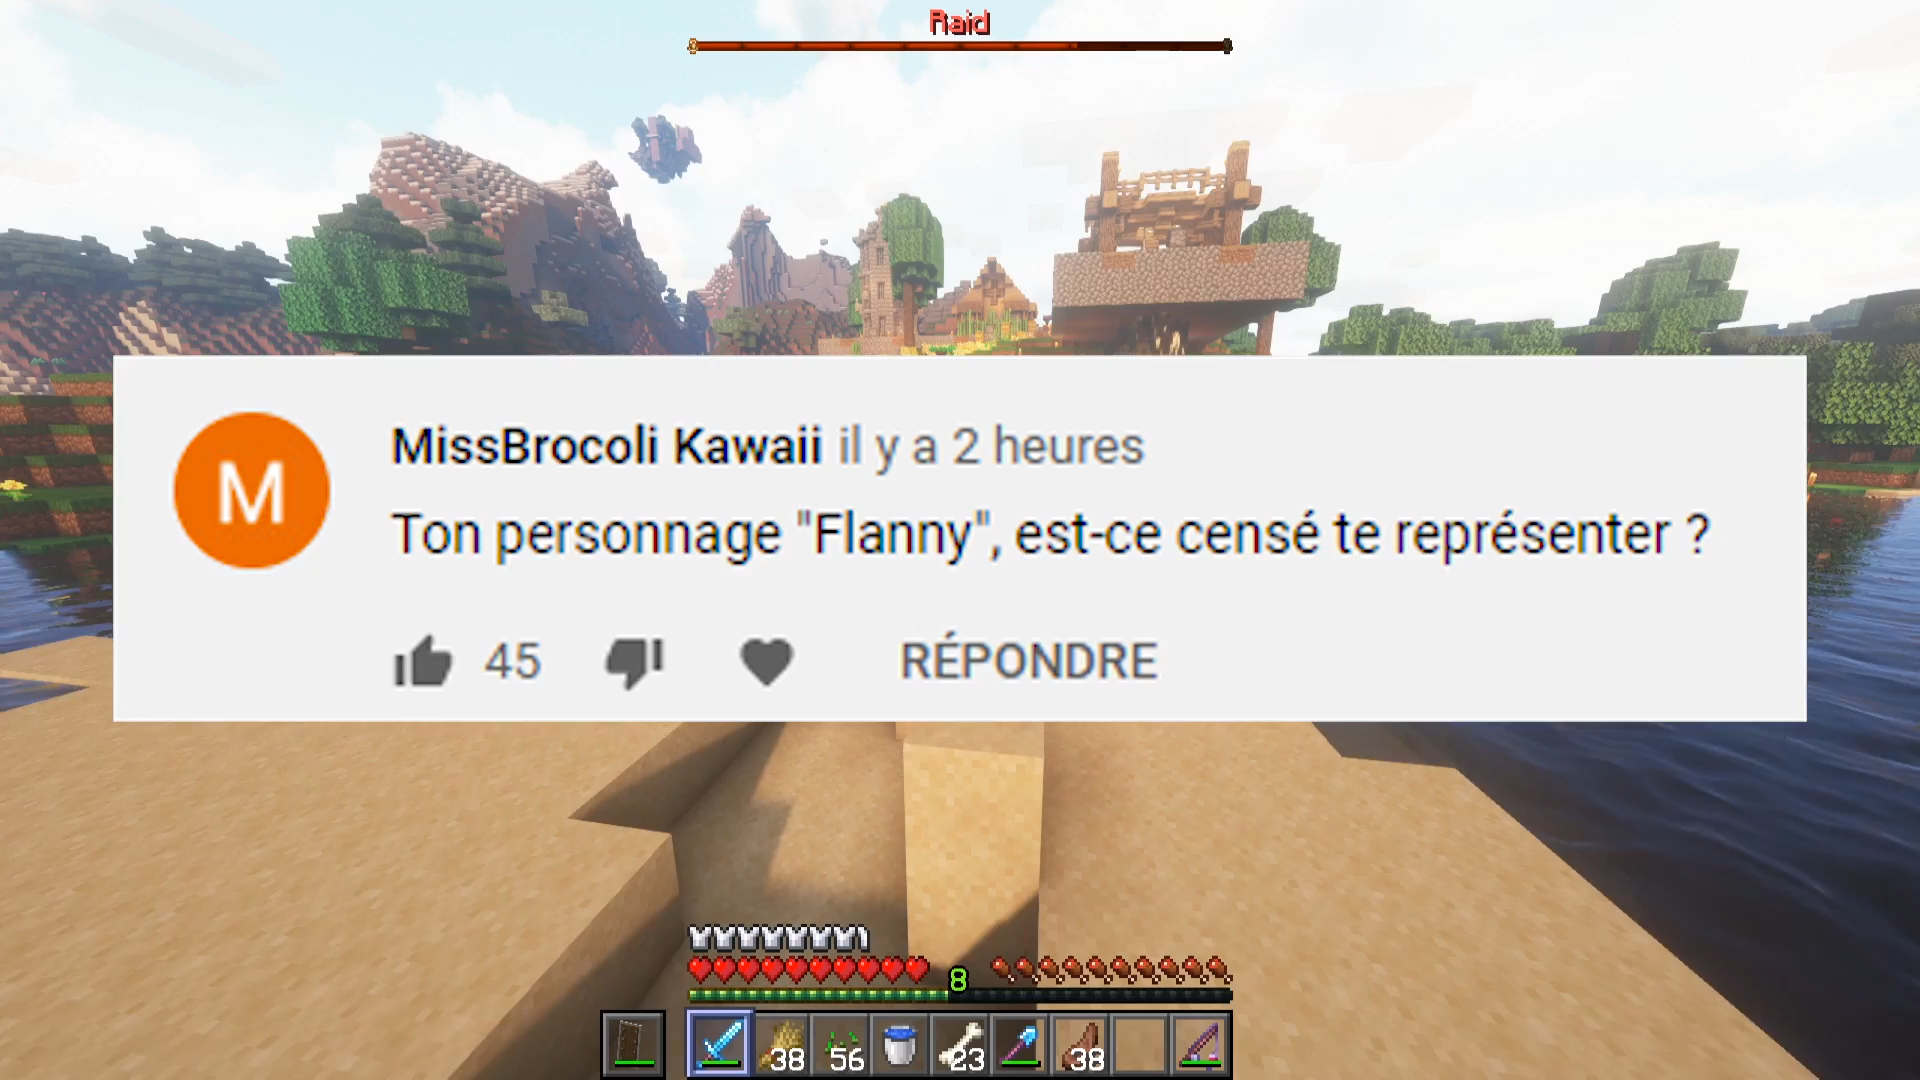 Raid
M
MissBrocoli Kawaii il y a 2 heures
Ton personnage "Flanny", est-ce censé te représenter ?
45 RÉPONDRE
8
38 56 23 38